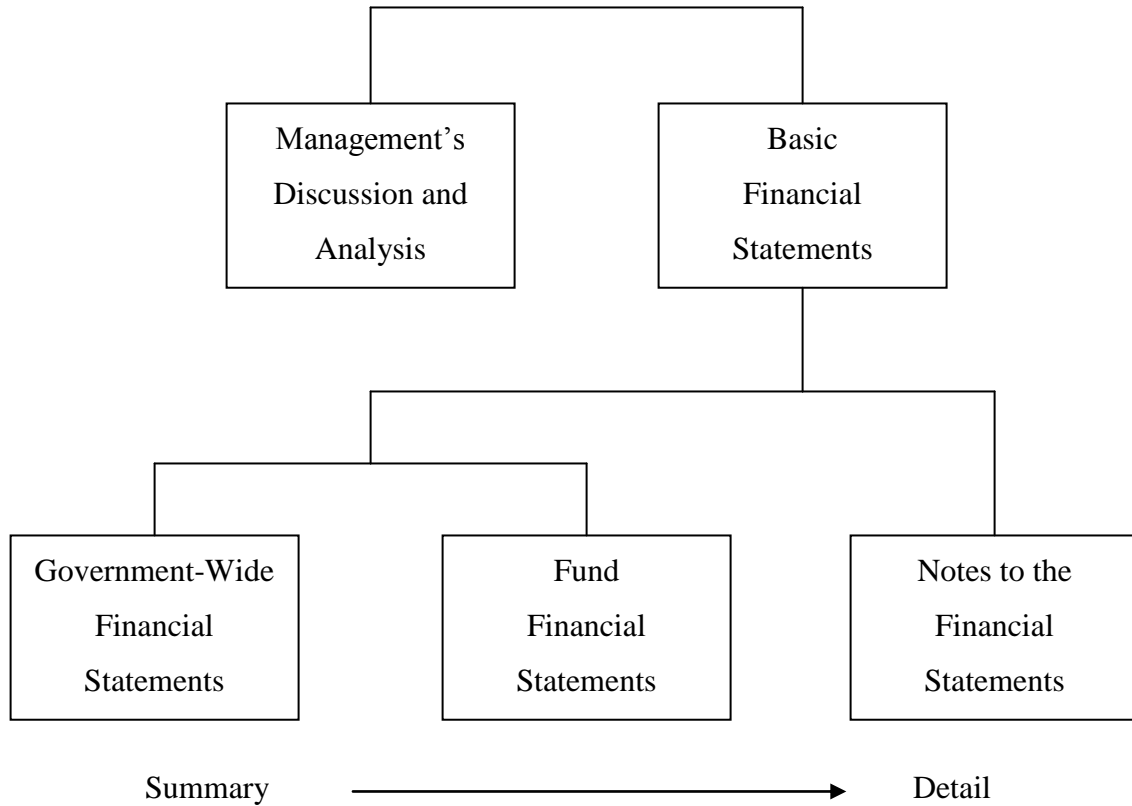 Management’s
Discussion and
Analysis
Basic
Financial
Statements
Government-Wide
Financial
Statements
Fund
Financial
Statements
Notes to the
Financial
Statements
Summary
Detail